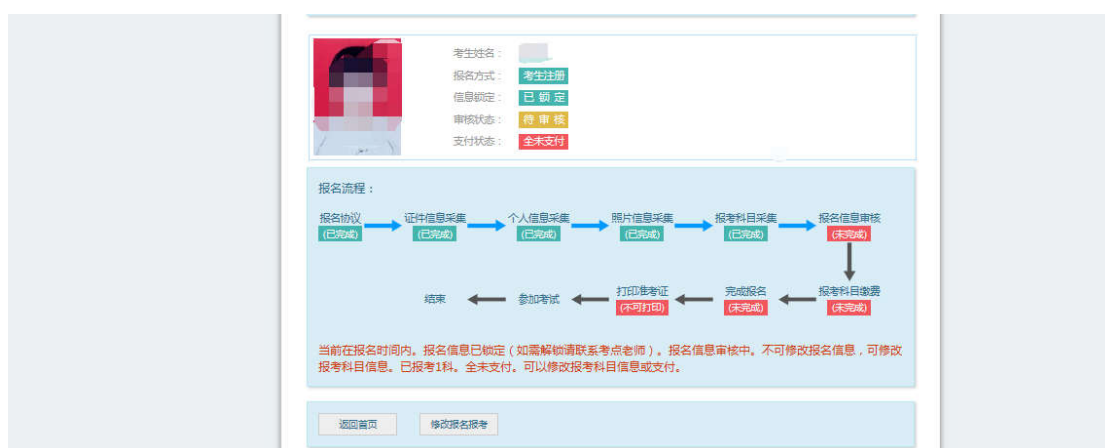 考生姓名：
报名方式： 考生注册
信息锁定： 已锁定
审核状态： 待审核
支付状态： 全未支付
报名流程：
报名协议 证件信息采集 个人信息采集 照片信息采集 报考科目采集 报名信息审核
(已完成) (已完成) (已完成) (已完成) (已完成) (未完成)
结束 参加考试 打印准考证 完成报名 报考科目缴费
(不可打印) (未完成) (未完成)
当前在报名时间内。报名信息已锁定（如需解锁请联系考点老师）。报名信息审核中。不可修改报名信息，可修改
报考科目信息。已报考1科。全未支付。可以修改报考科目信息或支付。
返回首页 修改报名报考